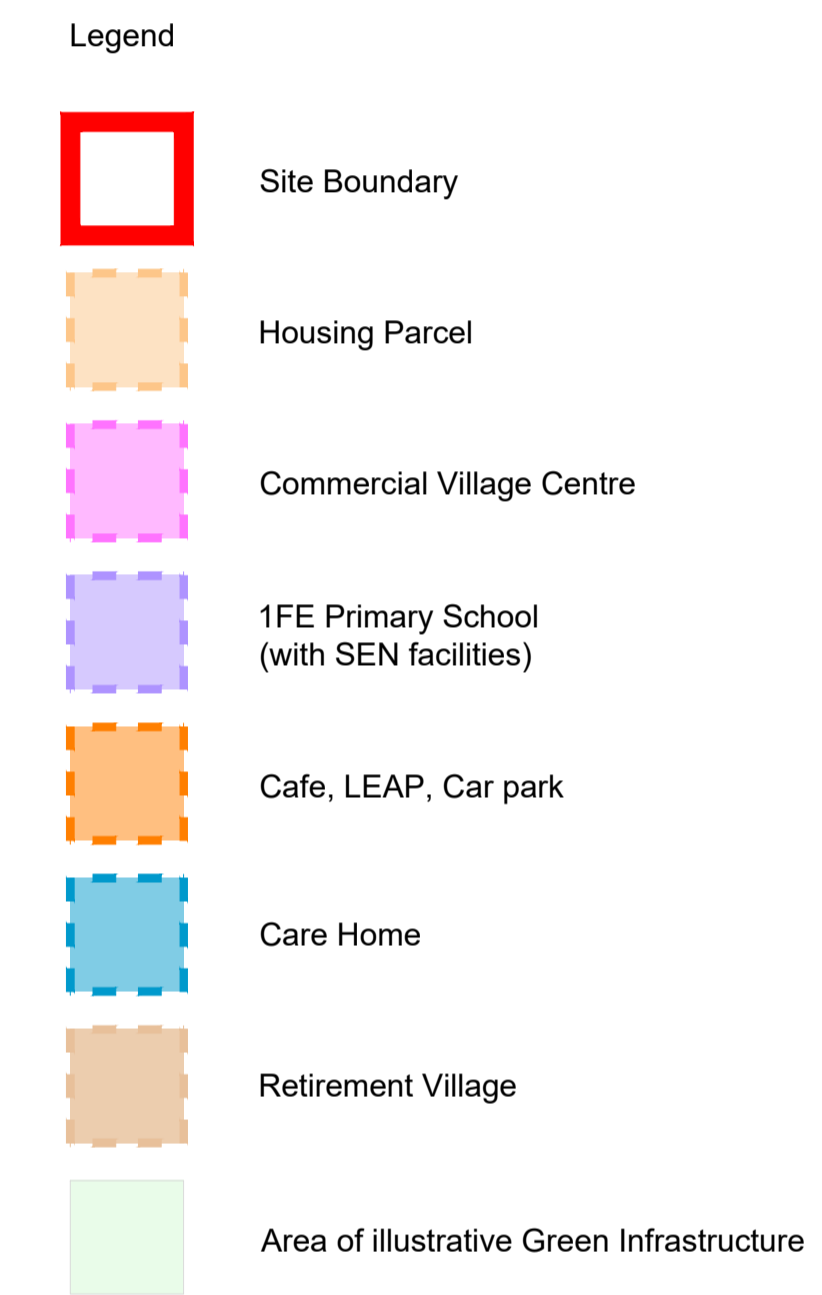 Legend
Site Boundary
Housing Parcel
Commercial Village Centre
1FE Primary School
(with SEN facilities)
Cafe, LEAP, Car park
Care Home
Retirement Village
Area of illustrative Green Infrastructure